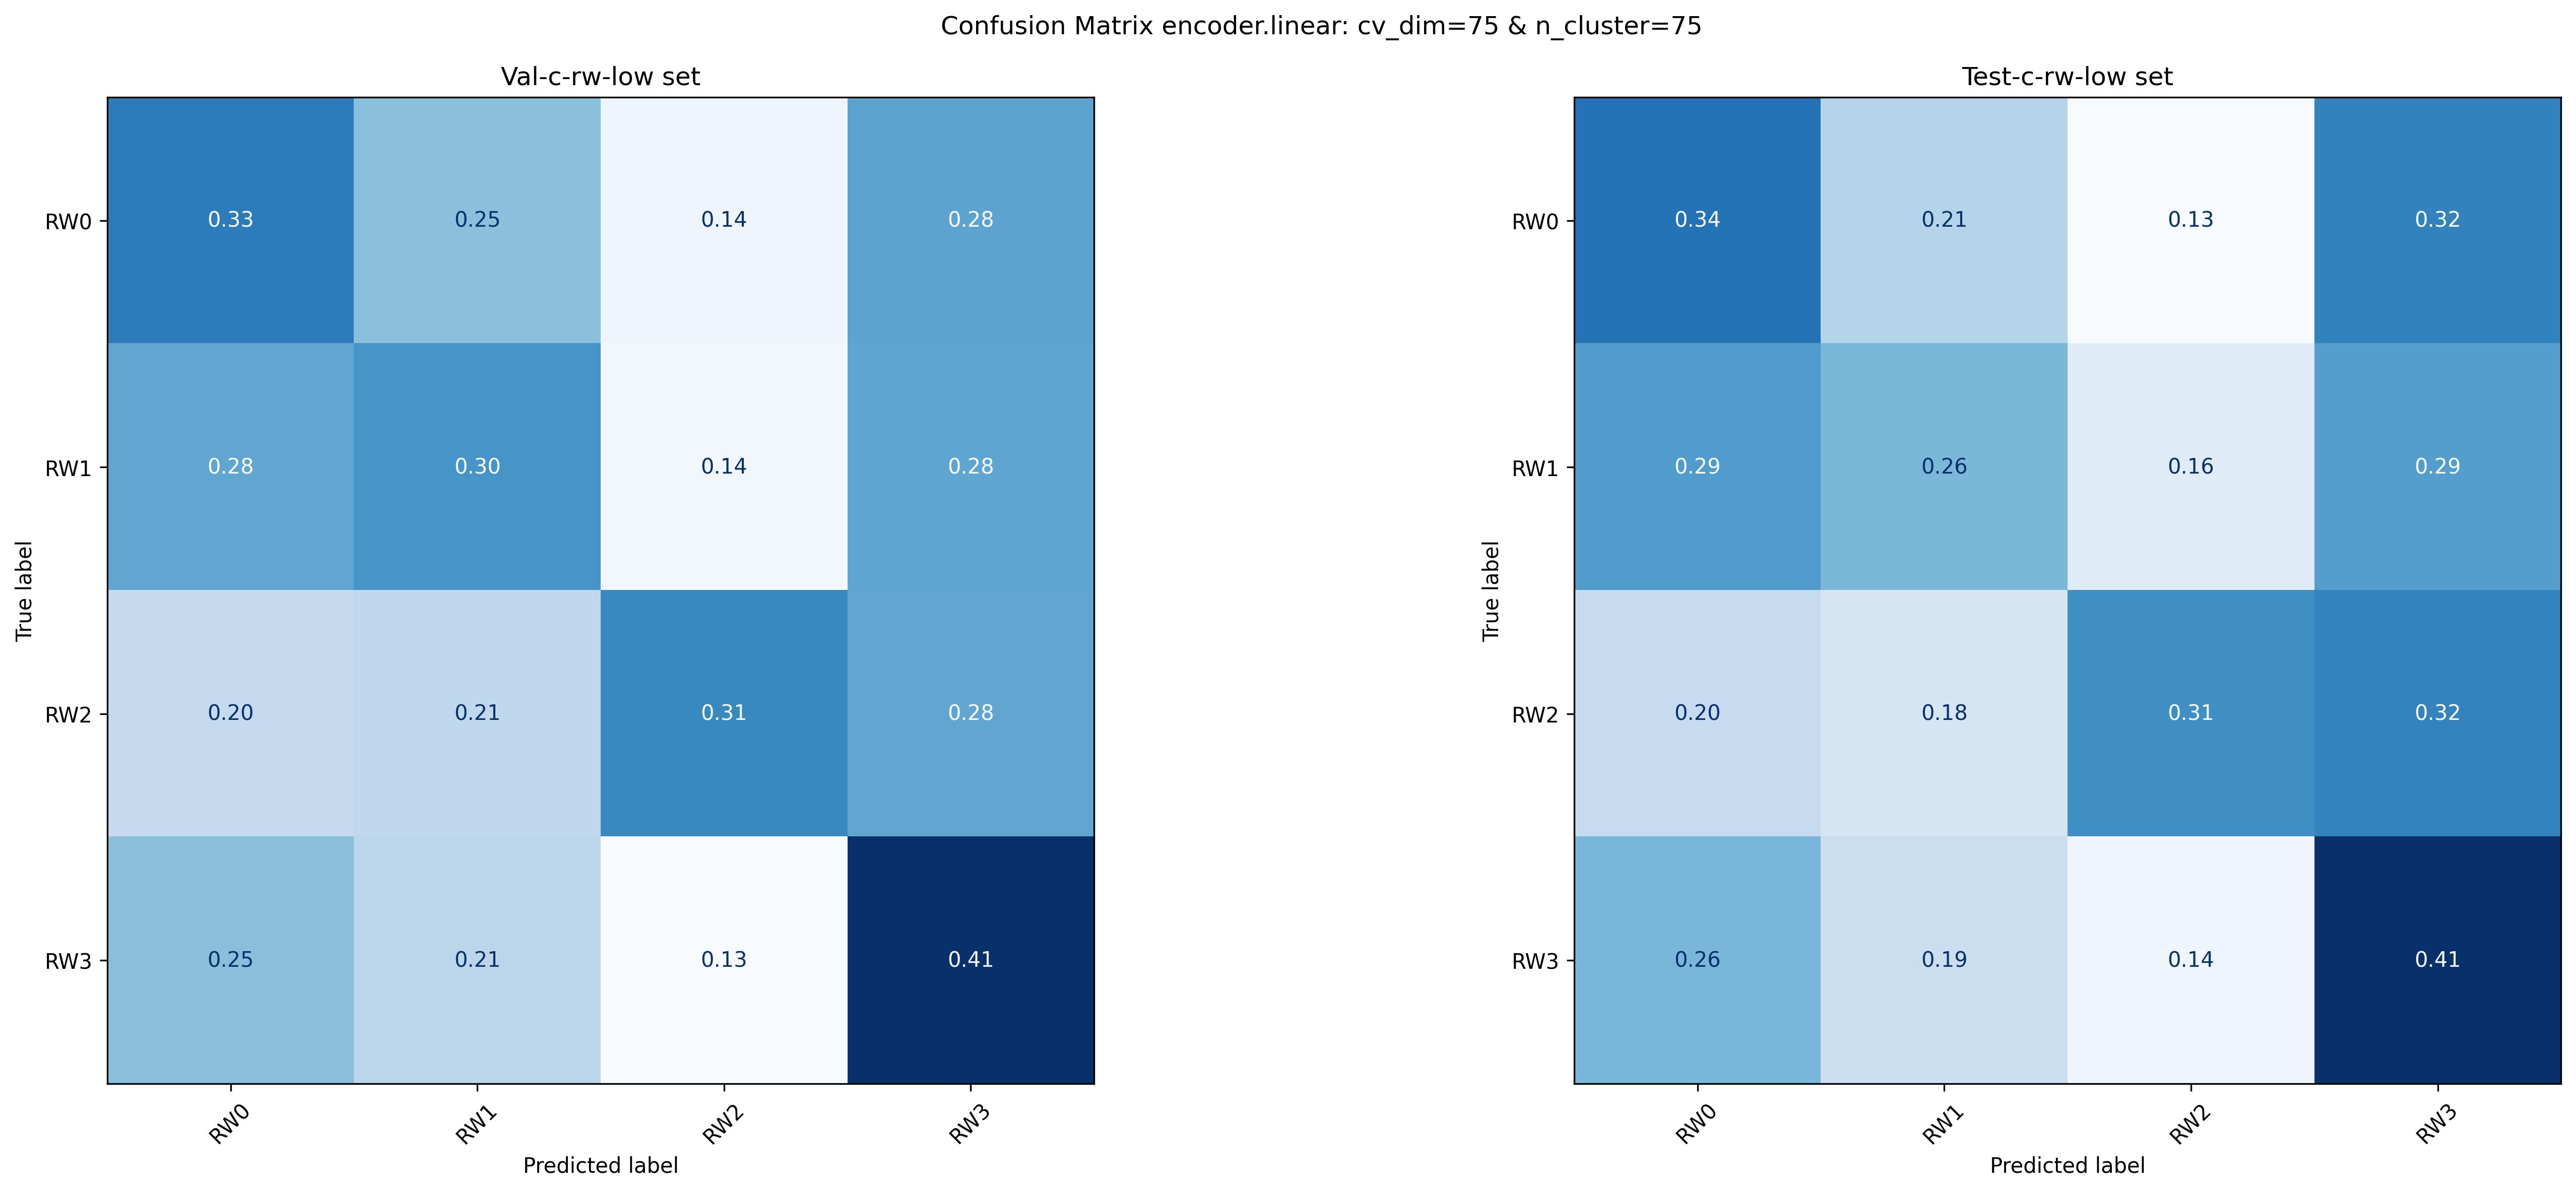 Confusion Matrix encoder.linear: cv_dim=75 & n_cluster=75
Val-c-rw-low set
True label
RW0
0.33 0.25 0.14 0.28
RW1
0.28 0.30 0.14 0.28
RW2
0.20 0.21 0.31 0.28
RW3
0.25 0.21 0.13 0.41
RW0 RW1 RW2 RW3
Predicted label
Test-c-rw-low set
True label
RW0
0.34 0.21 0.13 0.32
RW1
0.29 0.26 0.16 0.29
RW2
0.20 0.18 0.31 0.32
RW3
0.26 0.19 0.14 0.41
RW0 RW1 RW2 RW3
Predicted label